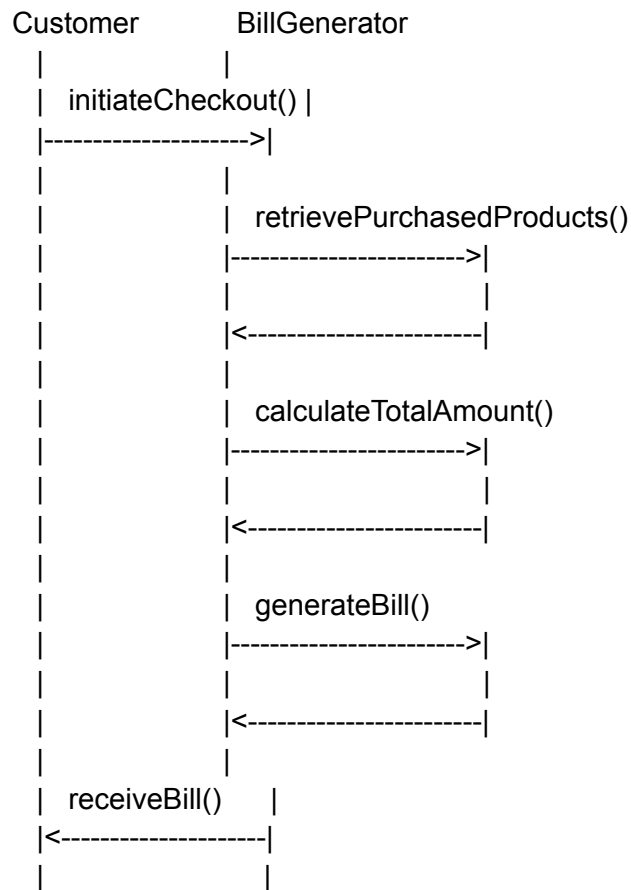 Customer          BillGenerator
   |                      |
   |   initiateCheckout() |
   |--------------------->|
   |                      |
   |                      |   retrievePurchasedProducts()
   |                      |------------------------>|
   |                      |                         |
   |                      |<------------------------|
   |                      |
   |                      |   calculateTotalAmount()
   |                      |------------------------>|
   |                      |                         |
   |                      |<------------------------|
   |                      |
   |                      |   generateBill()
   |                      |------------------------>|
   |                      |                         |
   |                      |<------------------------|
   |                      |
   |   receiveBill()      |
   |<---------------------|
   |                      |